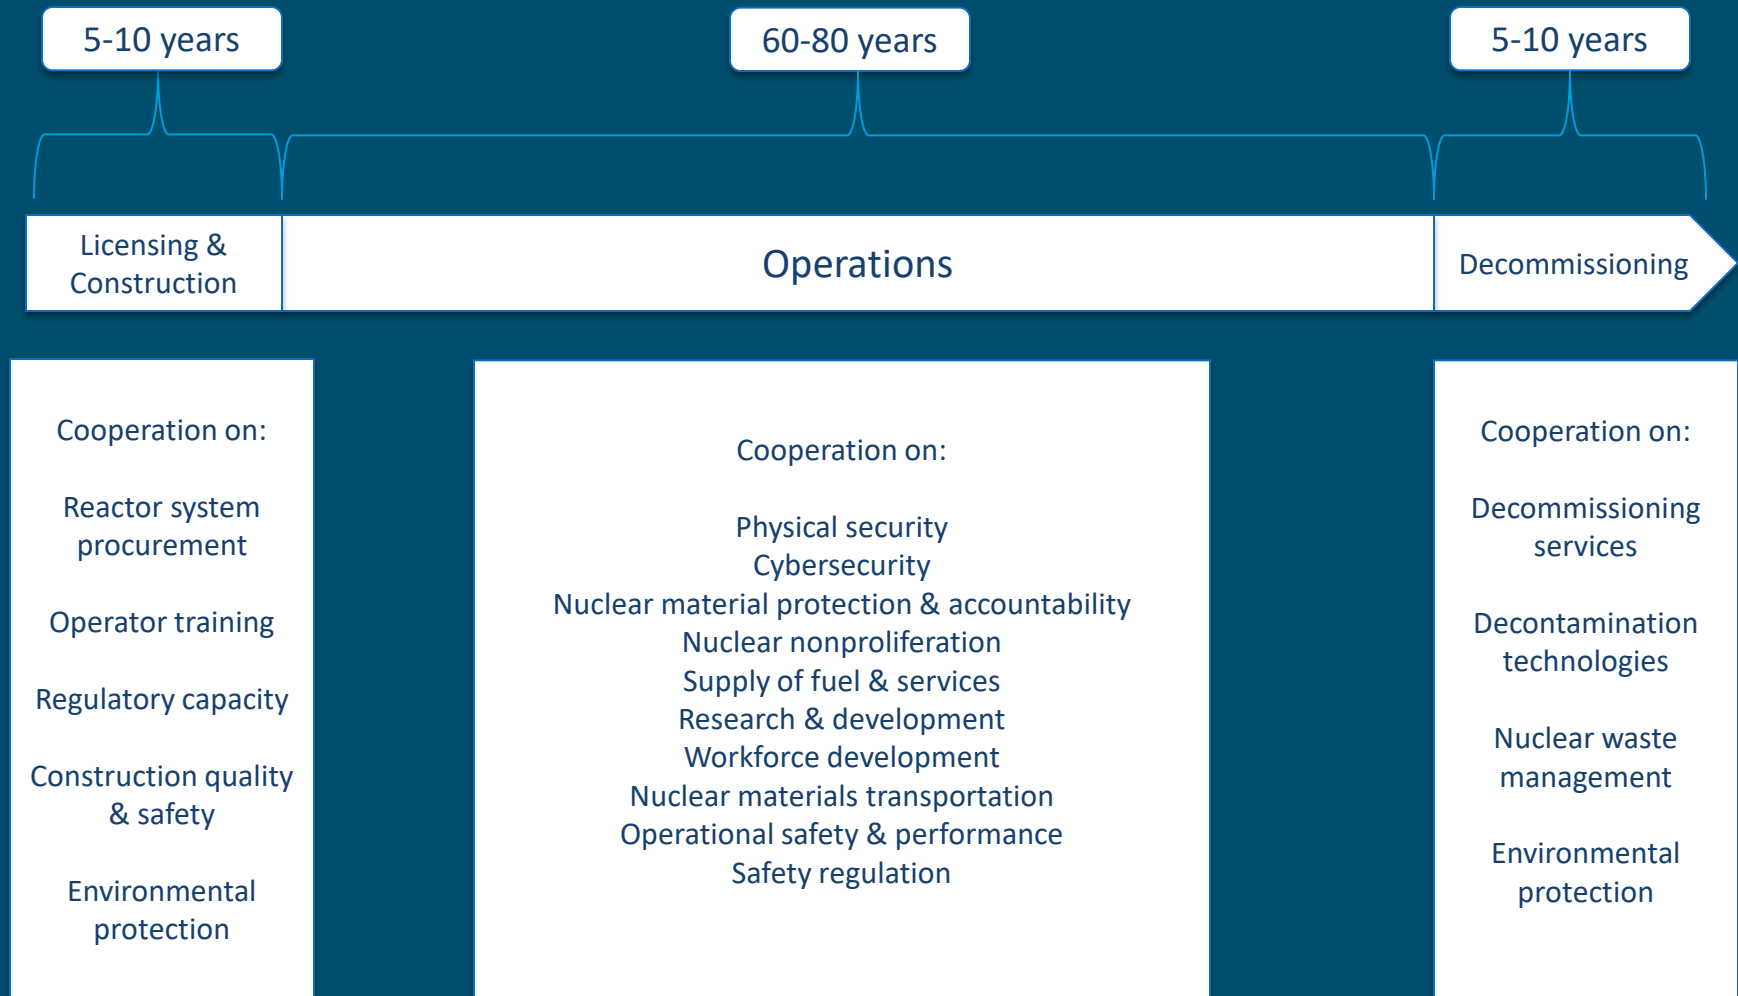 5-10 years
60-80 years
5-10 years
Licensing &
Construction
Operations
Decommissioning
Cooperation on:
Reactor system
procurement
Operator training
Regulatory capacity
Construction quality
& safety
Environmental
protection
Cooperation on:
Physical security
Cybersecurity
Nuclear material protection & accountability
Nuclear nonproliferation
Supply of fuel & services
Research & development
Workforce development
Nuclear materials transportation
Operational safety & performance
Safety regulation
Cooperation on:
Decommissioning
services
Decontamination
technologies
Nuclear waste
management
Environmental
protection